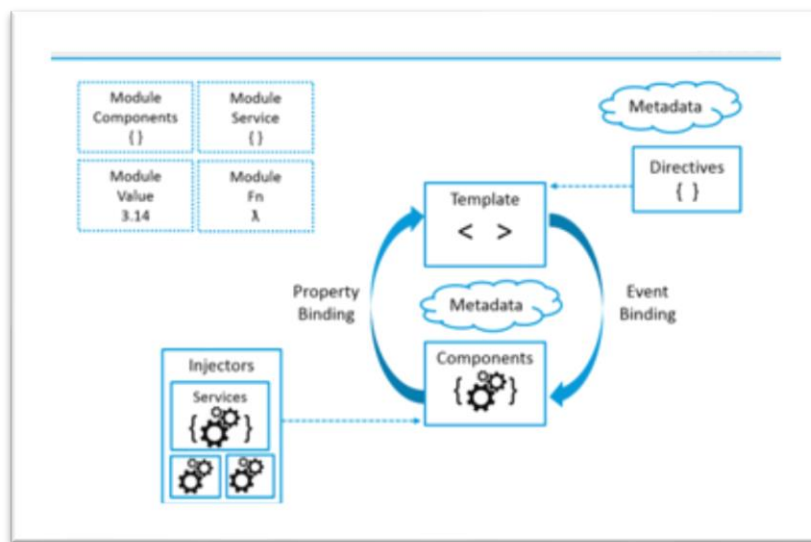 Module
Components
{ }
Module
Service
{ }
Module
Value
3.14
Module
Fn
λ
Metadata
Directives
{ }
Template
< >
Property
Binding
Metadata
Event
Binding
Components
{ }
Injectors
Services
{ }